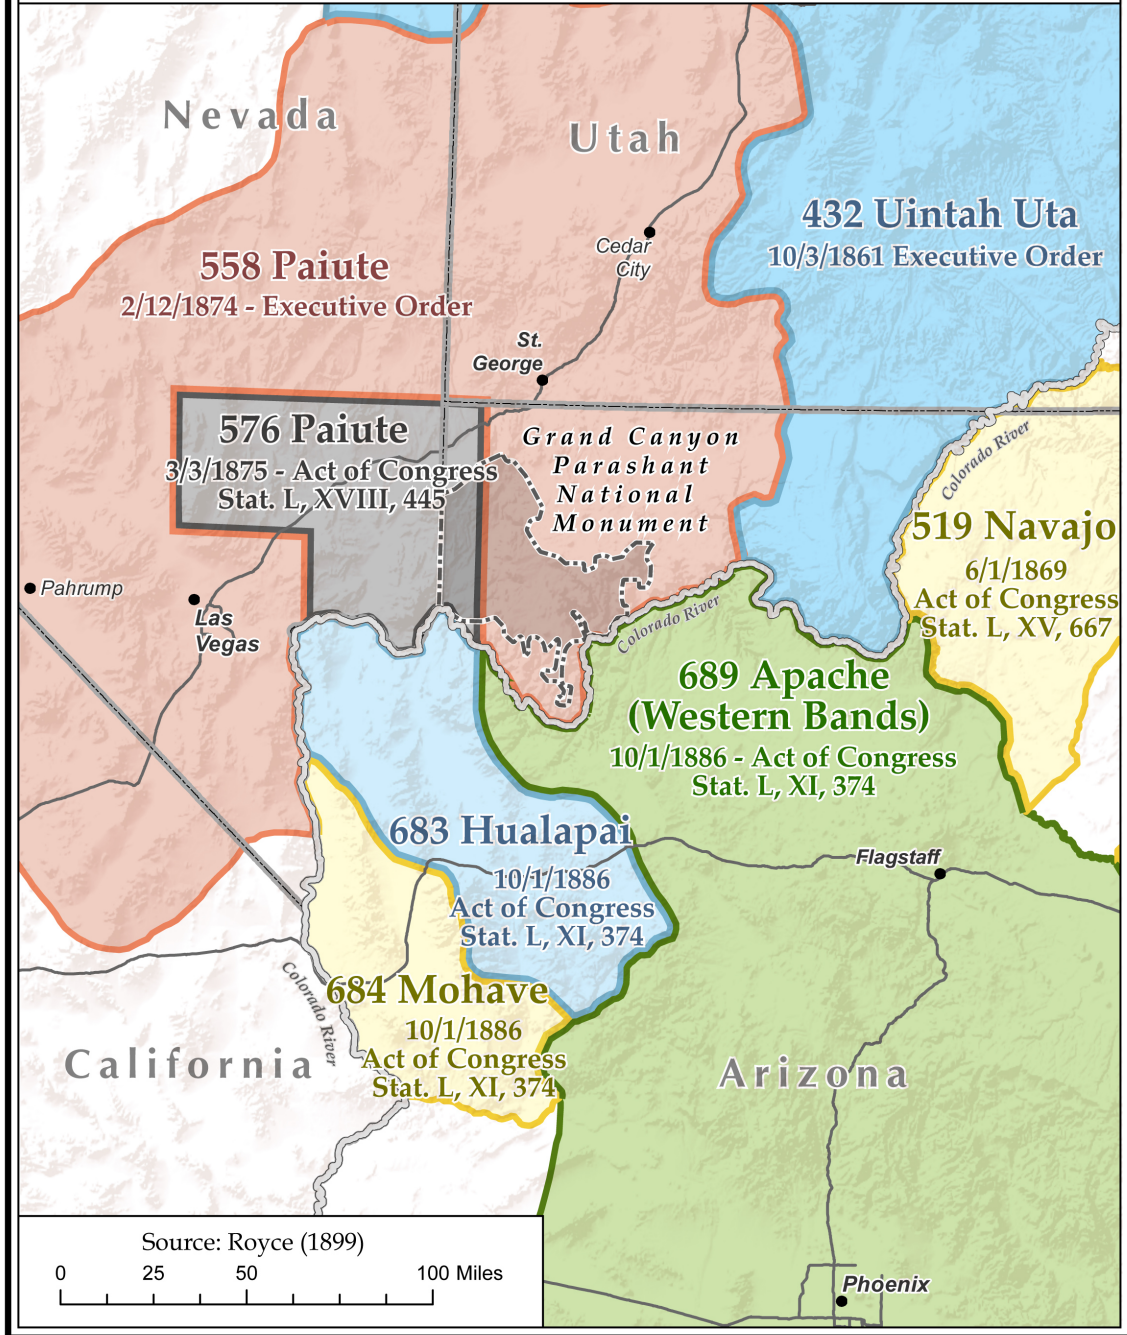 Nevada
Utah
432 Uintah Uta
10/3/1861 Executive Order
Cedar
City
558 Paiute
2/12/1874 - Executive Order
St.
George
576 Paiute
3/3/1875 - Act of Congress
Stat. L, XVIII, 445
Grand Canyon
Parashant
National
Monument
Colorado River
519 Navajo
6/1/1869
Act of Congress
Stat. L, XV, 667
Pahrump
Las
Vegas
Colorado River
689 Apache
(Western Bands)
10/1/1886 - Act of Congress
Stat. L, XI, 374
683 Hualapai
10/1/1886
Act of Congress
Stat. L, XI, 374
Flagstaff
Colorado River
684 Mohave
10/1/1886
Act of Congress
Stat. L, XI, 374
California
Arizona
Source: Royce (1899)
0 25 50 100 Miles
Phoenix